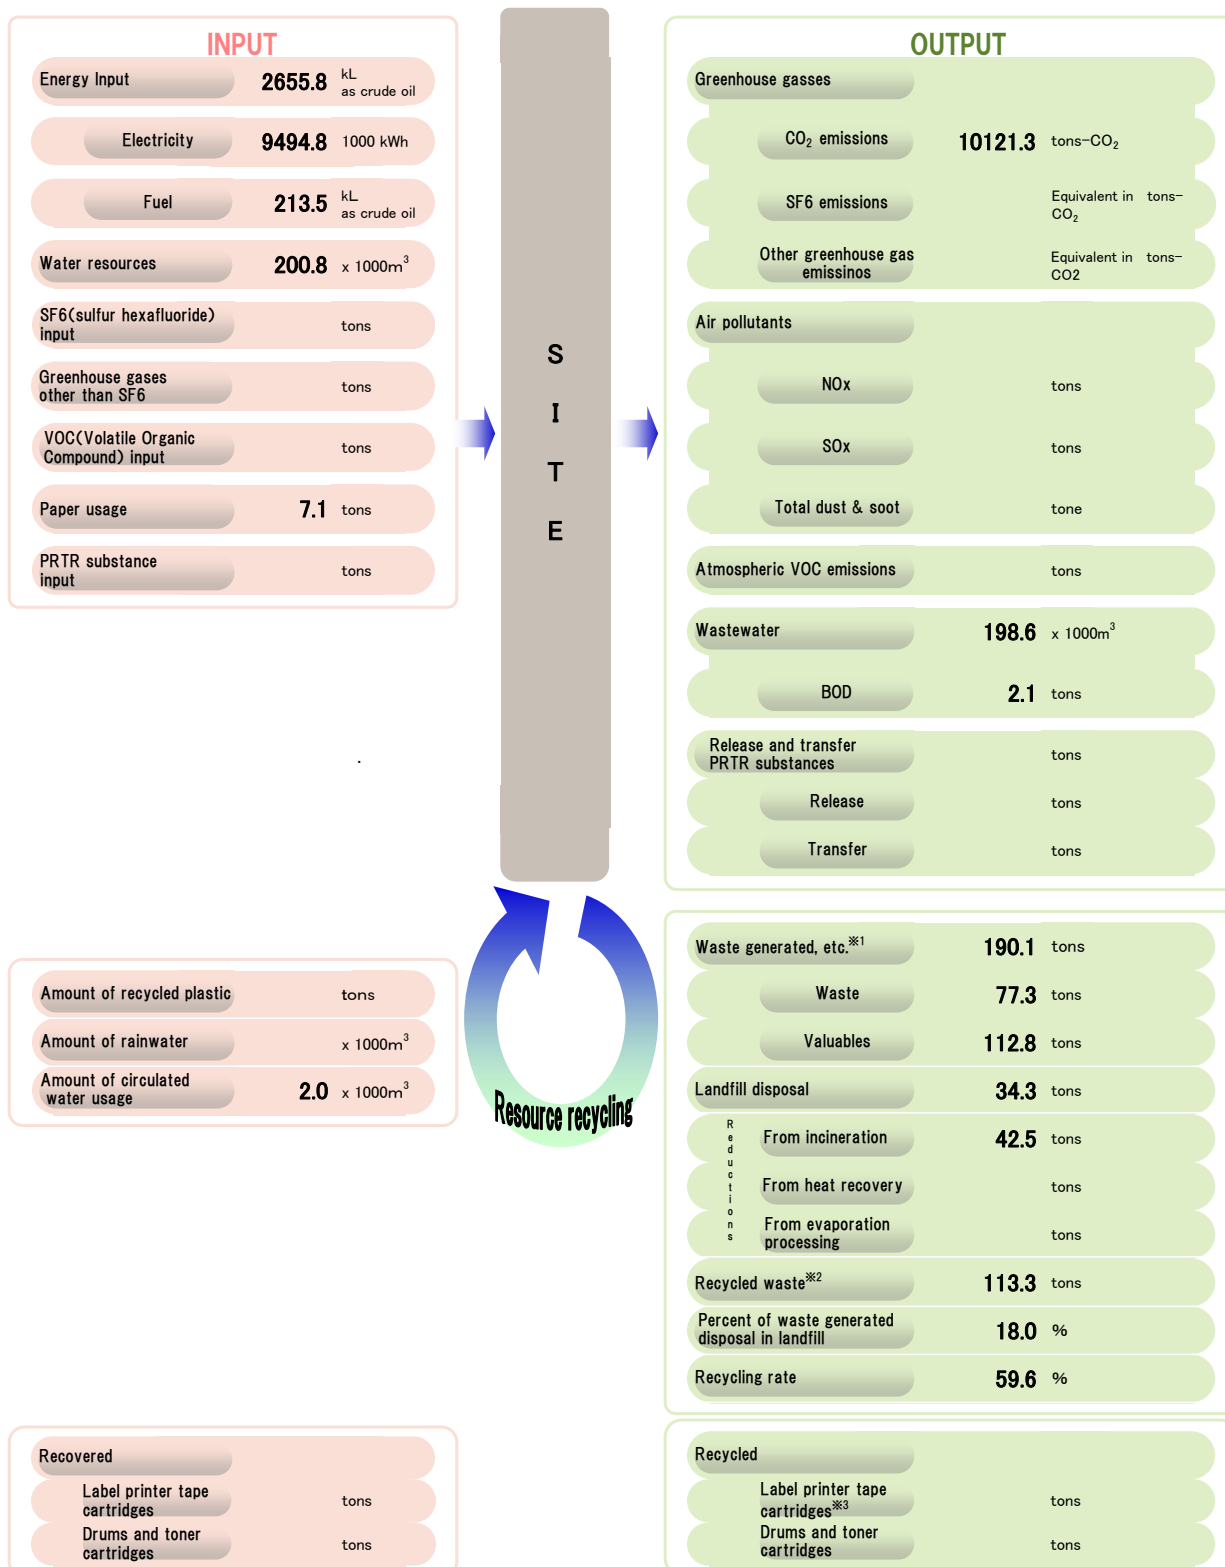 INPUT
Energy Input 2655.8 kL as crude oil
Electricity 9494.8 1000 kWh
Fuel 213.5 kL as crude oil
Water resources 200.8 x 1000m³
SF6(sulfur hexafluoride) input tons
Greenhouse gases other than SF6 tons
VOC(Volatile Organic Compound) input tons
Paper usage 7.1 tons
PRTR substance input tons
SITE
OUTPUT
Greenhouse gasses
CO₂ emissions 10121.3 tons-CO₂
SF6 emissions Equivalent in tons-CO₂
Other greenhouse gas emissinos Equivalent in tons-CO2
Air pollutants
NOx tons
SOx tons
Total dust & soot tone
Atmospheric VOC emissions tons
Wastewater 198.6 x 1000m³
BOD 2.1 tons
Release and transfer PRTR substances tons
Release tons
Transfer tons
Amount of recycled plastic tons
Amount of rainwater x 1000m³
Amount of circulated water usage 2.0 x 1000m³
Resource recycling
Waste generated, etc.※1 190.1 tons
Waste 77.3 tons
Valuables 112.8 tons
Landfill disposal 34.3 tons
Reductions
From incineration 42.5 tons
From heat recovery tons
From evaporation processing tons
Recycled waste※2 113.3 tons
Percent of waste generated disposal in landfill 18.0 %
Recycling rate 59.6 %
Recovered
Label printer tape cartridges tons
Drums and toner cartridges tons
Recycled
Label printer tape cartridges※3 tons
Drums and toner cartridges tons